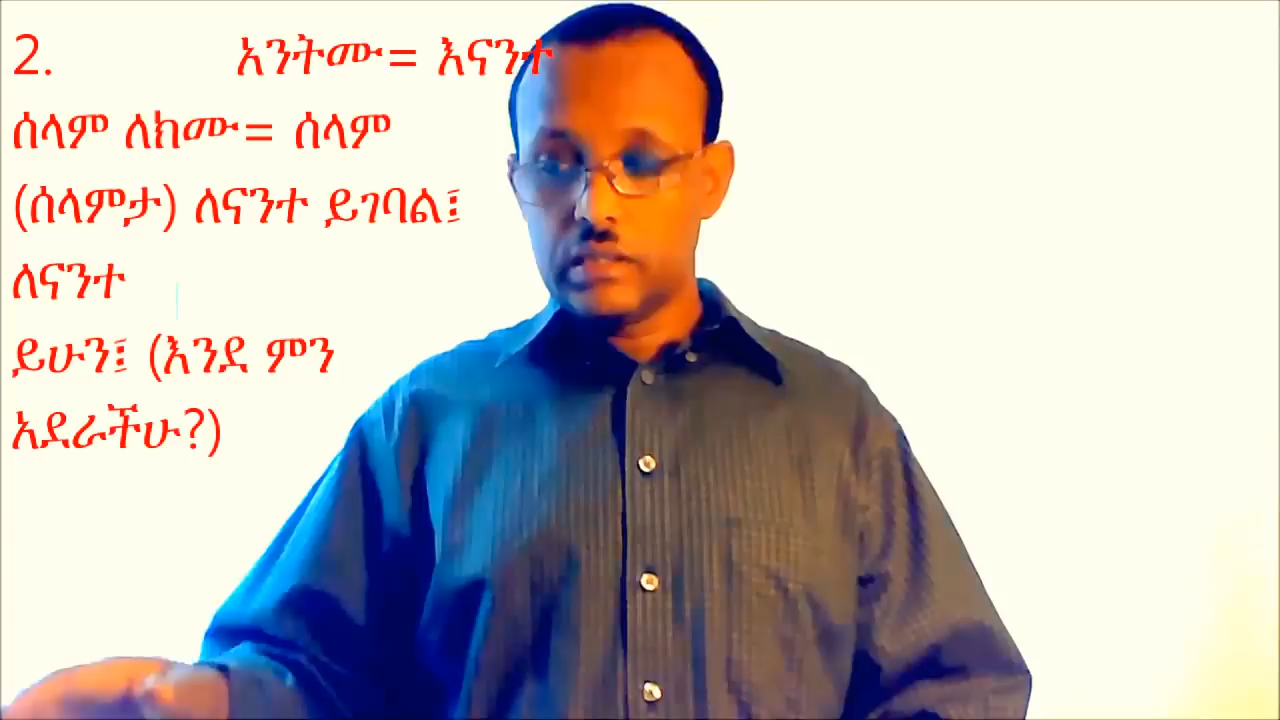 2. አንትሙ= እናንተ
ሰላም ለክሙ= ሰላም
(ሰላምታ) ለናንተ ይገባል፤
ለናንተ
ይሁን፤ (እንደ ምን
አደራችሁ?)